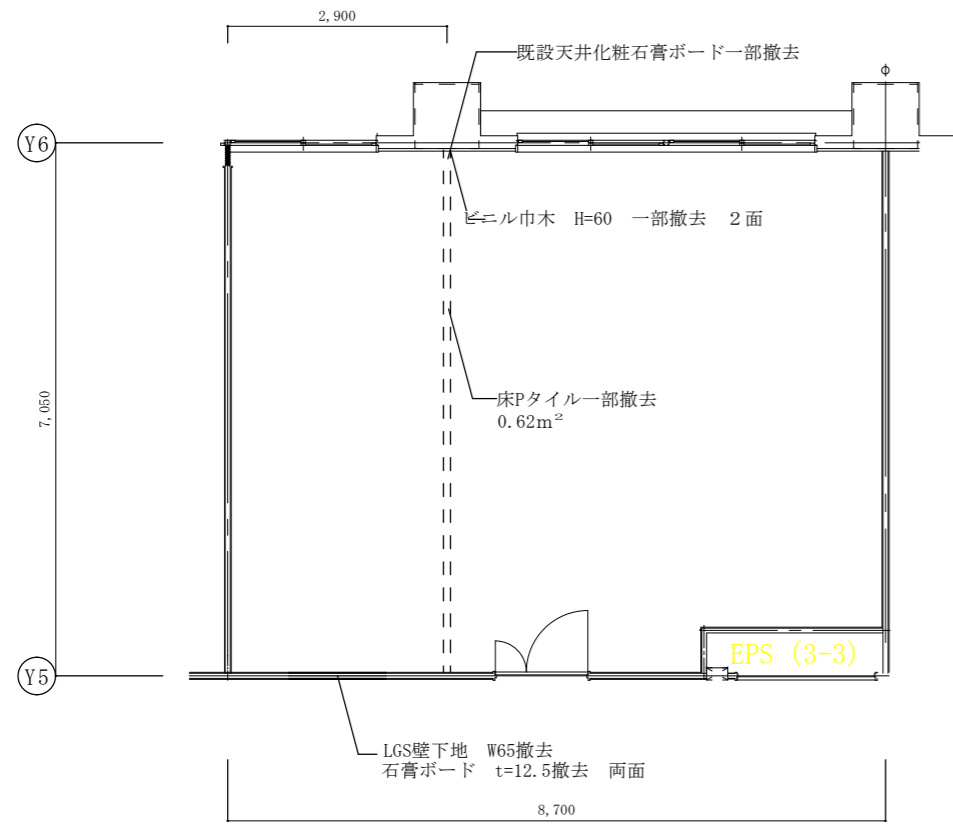 2,900
既設天井化粧石膏ボード一部撤去
Y6
ビニル巾木　H=60　一部撤去　２面
7,050
床Pタイル一部撤去
0.62m²
EPS (3-3)
Y5
LGS壁下地　W65撤去
石膏ボード　t=12.5撤去　両面
8,700